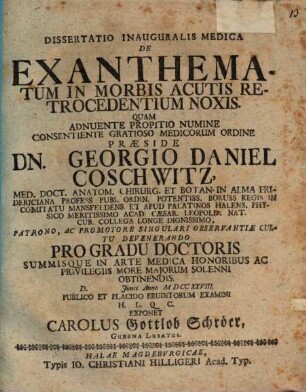 13
DISSERTATIO INAUGURALIS MEDICA
DE
EXANTHEMA-
TUM IN MORBIS ACUTIS RE-
TROCEDENTIUM NOXIS.
QUAM
ADNUENTE PROPITIO NUMINE
CONSENTIENTE GRATIOSO MEDICORUM ORDINE
PRÆSIDE
DN. GEORGIO DANIEL
COSCHWITZ,
MED. DOCT. ANATOM. CHIRURG. ET BOTAN. IN ALMA FRI-
DERICIANA PROFESS. PUBL. ORDIN. POTENTISS. BORUSS REGIS IN
COMITATU MANSFELDENS ET APUD PALATINOS HALENS, PHY-
SICO MERITISSIMO ACAD CÆSAR. LEOPOLD. NAT.
CUR. COLLEGA LONGE DIGNISSIMO,
PATRONO, AC PROMOTORE SINGULARI OBSERVANTIÆ CUL-
TU DEVENERANDO
PRO GRADU DOCTORIS
SUMMISQUE IN ARTE MEDICA HONORIBUS AC
PRIVILEGIIS MORE MAJORUM SOLENNI
OBTINENDIS.
D. Junii Anno MDCCXXVIII.
PUBLICO ET PLACIDO ERUDITORUM EXAMINI
H. L. Q. C.
EXPONET
CAROLUS Gottlob Schröer,
GUBENA LUSATUS.
HALAE MAGDEBURGICAE,
Typis IO. CHRISTIANI HILLIGERI Acad. Typ.